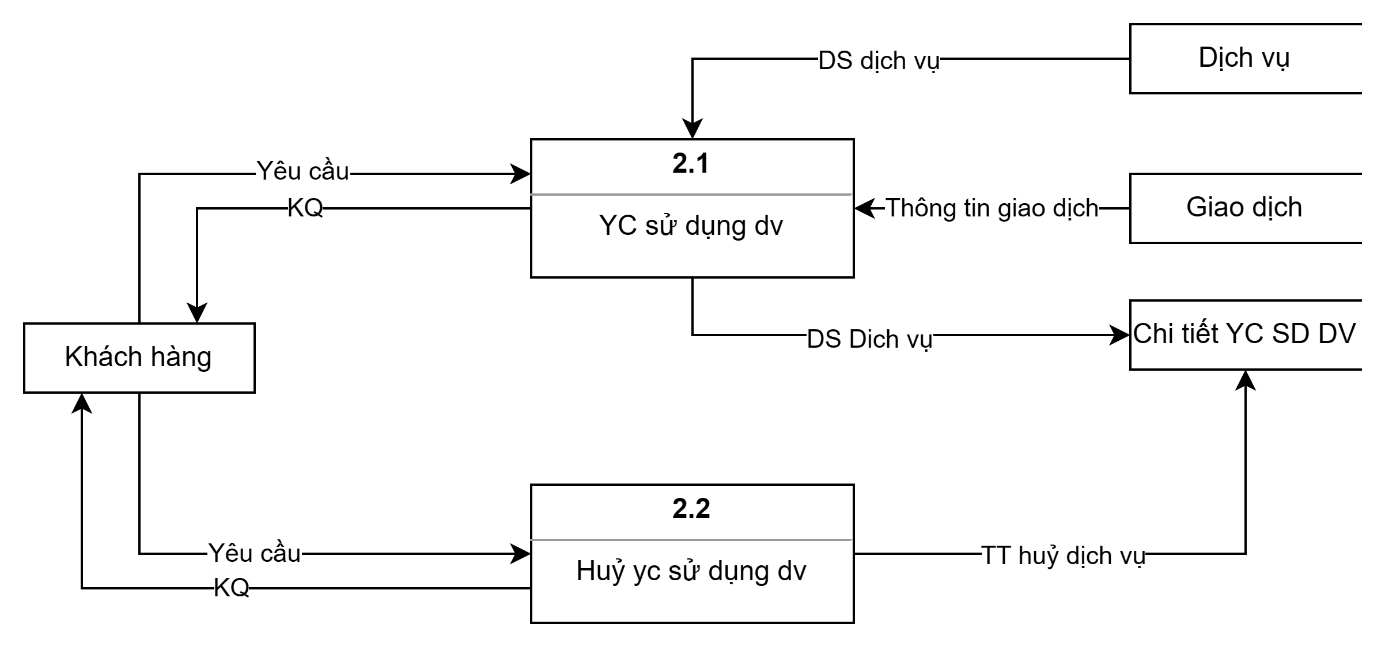 DS dịch vụ
Dịch vụ
2.1
Yêu cầu
KQ
YC sử dụng dv
Thông tin giao dịch
Giao dịch
Khách hàng
DS Dich vụ
Chi tiết YC SD DV
2.2
Yêu cầu
KQ
Huỷ yc sử dụng dv
TT huỷ dịch vụ